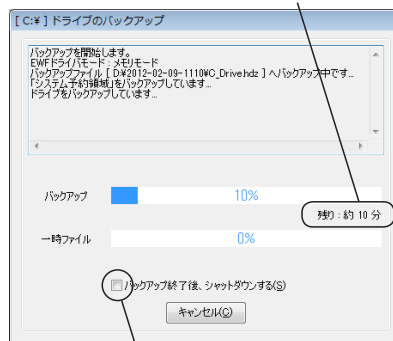 [ C:¥ ] ドライブのバックアップ
バックアップを開始します。
EWFドライバモード : メモリモード
バックアップファイル [ D:¥2012-02-09-1110¥C_Drive.hdz ] へバックアップ中です...
「システム予約領域」をバックアップしています...
ドライブをバックアップしています...
バックアップ 10%
残り : 約 10 分
一時ファイル 0%
バックアップ終了後、シャットダウンする(S)
キャンセル(C)